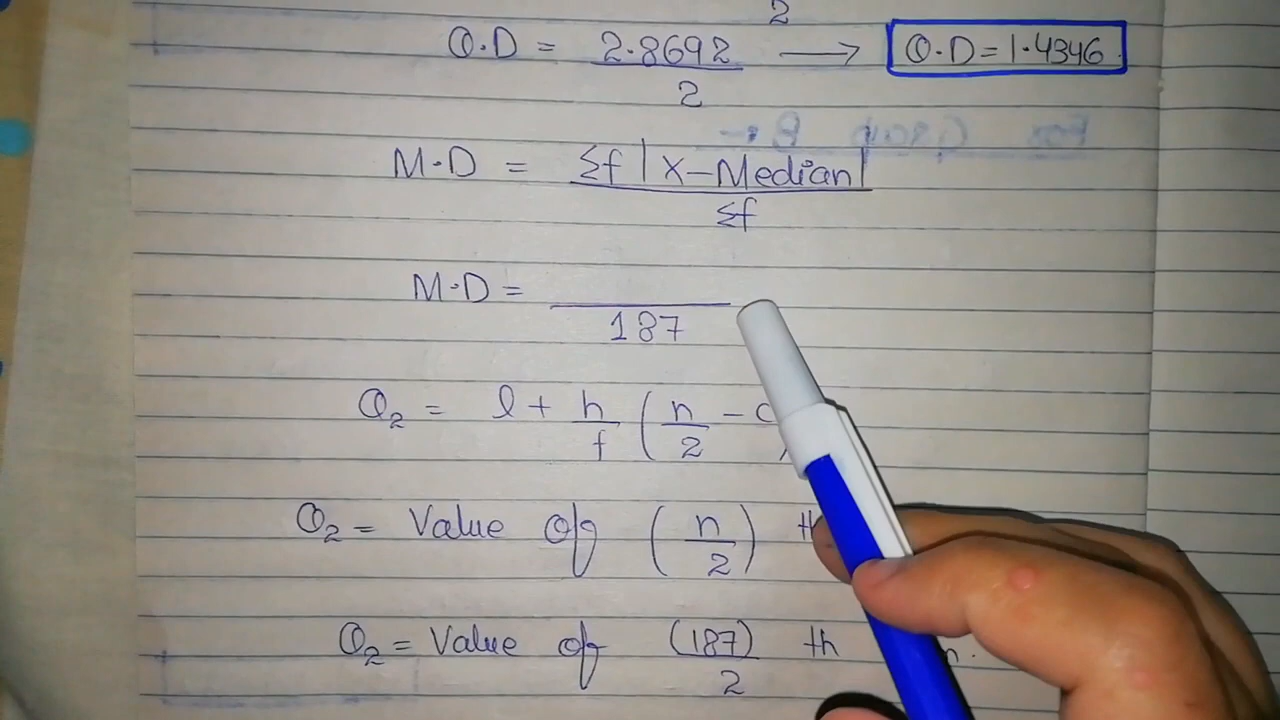 2
Q.D = 2.8692 / 2 → Q.D = 1.4346
M.D = Σf |X - Median| / Σf
M.D = ____ / 187
Q₂ = l + h/f (n/2 - C
Q₂ = Value of (n/2) th
Q₂ = Value of (187)/2 th